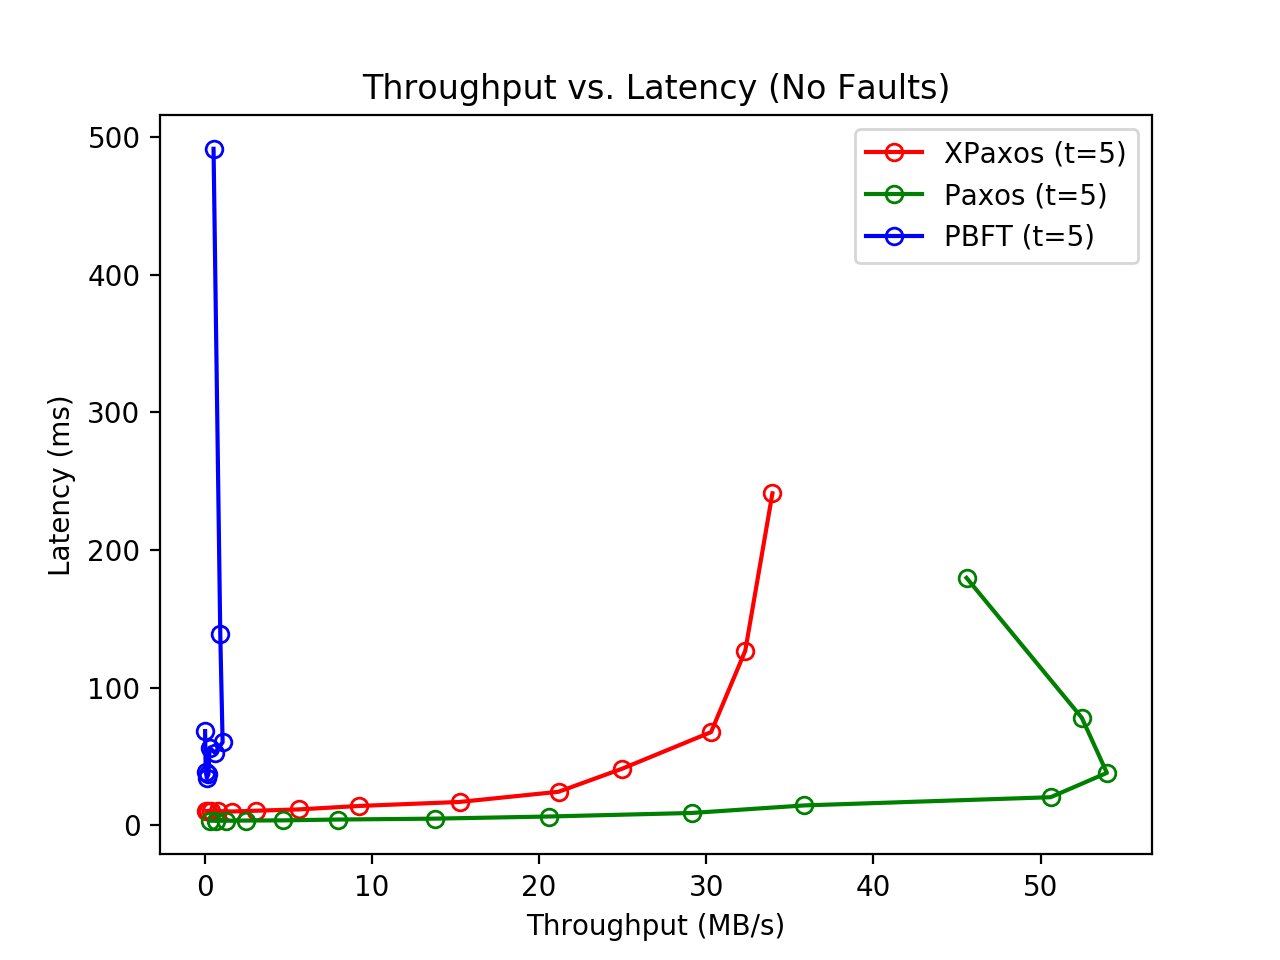 Throughput vs. Latency (No Faults)
500
400
300
200
100
0
Latency (ms)
XPaxos (t=5)
Paxos (t=5)
PBFT (t=5)
0 10 20 30 40 50
Throughput (MB/s)